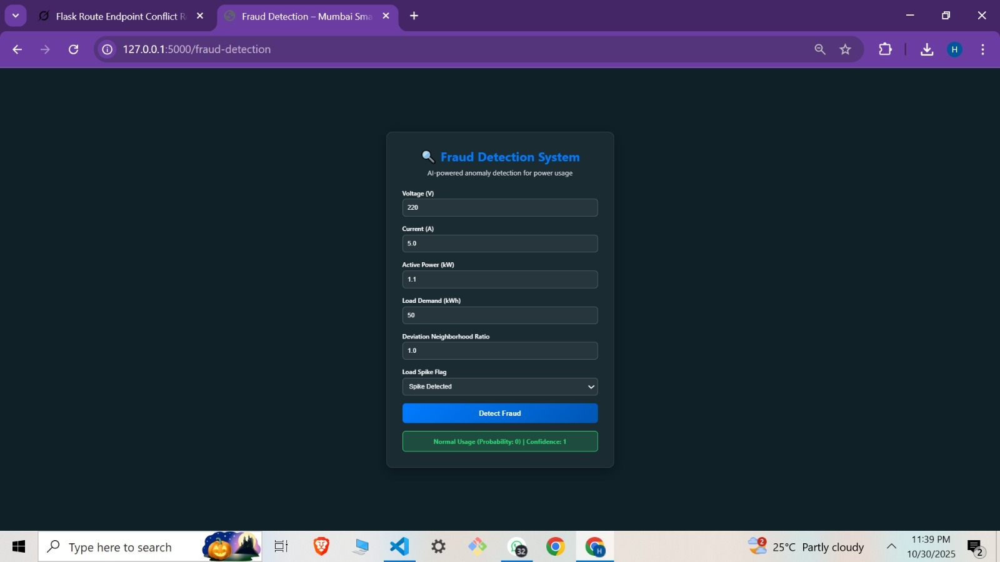 Flask Route Endpoint Conflict R
Fraud Detection – Mumbai Sma
127.0.0.1:5000/fraud-detection
H
Fraud Detection System
AI-powered anomaly detection for power usage
Voltage (V)
220
Current (A)
5.0
Active Power (kW)
1.1
Load Demand (kWh)
50
Deviation Neighborhood Ratio
1.0
Load Spike Flag
Spike Detected
Detect Fraud
Normal Usage (Probability: 0) | Confidence: 1
Type here to search
32
H
2
25°C Partly cloudy
11:39 PM
10/30/2025
2